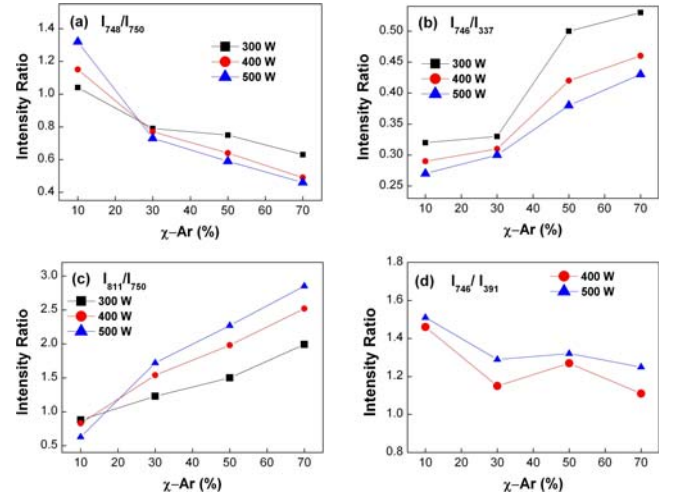 (a) I₇₄₈/I₇₅₀
300 W
400 W
500 W
Intensity Ratio
1.4
1.2
1.0
0.8
0.6
0.4
10 20 30 40 50 60 70
χ–Ar (%)
(b) I₇₄₆/I₃₃₇
300 W
400 W
500 W
Intensity Ratio
0.50
0.45
0.40
0.35
0.30
0.25
10 20 30 40 50 60 70
χ–Ar (%)
(c) I₈₁₁/I₇₅₀
300 W
400 W
500 W
Intensity Ratio
3.0
2.5
2.0
1.5
1.0
0.5
10 20 30 40 50 60 70
χ–Ar (%)
(d) I₇₄₆/ I₃₉₁
400 W
500 W
Intensity Ratio
1.8
1.6
1.4
1.2
1.0
0.8
10 20 30 40 50 60 70
χ–Ar (%)